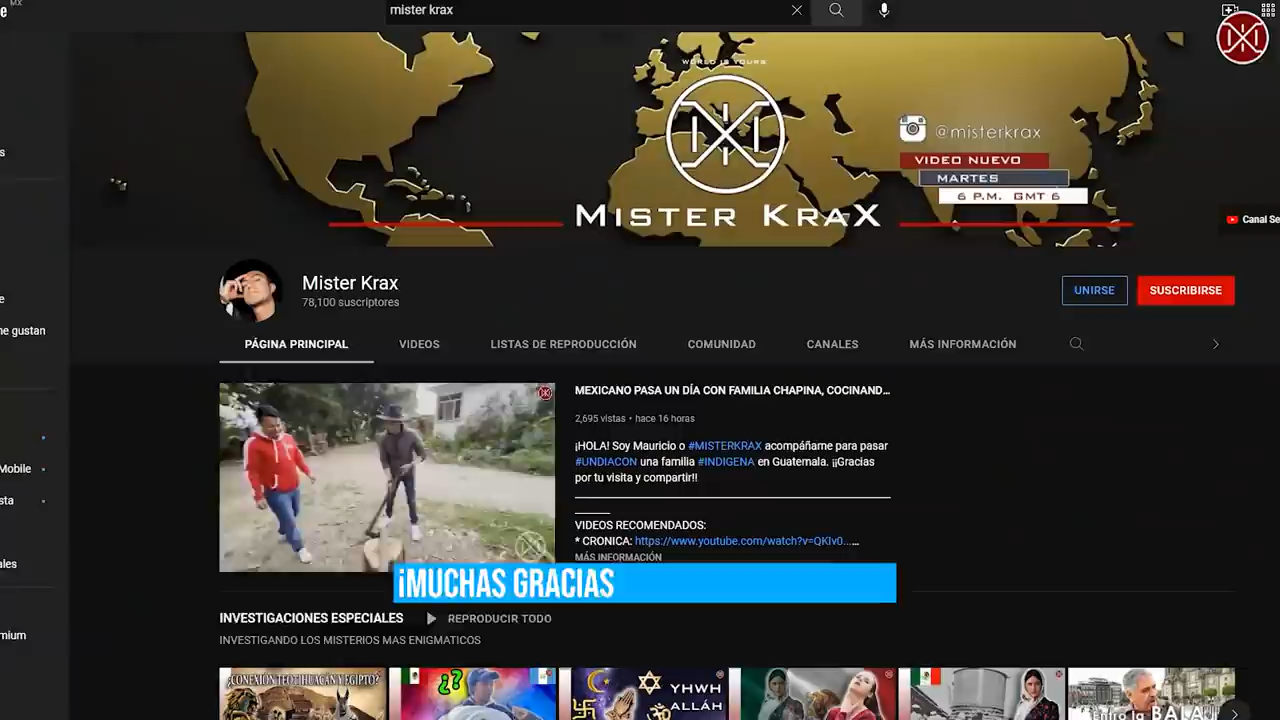 MX
e
mister krax
WORLD IS YOURS
@misterkrax
VIDEO NUEVO
MARTES
6 P.M. GMT 6
MISTER KRAX
s
Canal Se
Mister Krax
78,100 suscriptores
UNIRSE
SUSCRIBIRSE
e
ne gustan
PÁGINA PRINCIPAL
VIDEOS
LISTAS DE REPRODUCCIÓN
COMUNIDAD
CANALES
MÁS INFORMACIÓN
MEXICANO PASA UN DÍA CON FAMILIA CHAPINA, COCINAND...
2,695 vistas • hace 16 horas
¡HOLA! Soy Mauricio o #MISTERKRAX acompáñame para pasar
#UNDIACON una familia #INDIGENA en Guatemala. ¡¡Gracias
por tu visita y compartir!!
VIDEOS RECOMENDADOS:
* CRONICA: https://www.youtube.com/watch?v=QKIv0...…
MÁS INFORMACIÓN
Mobile
sta
ales
¡MUCHAS GRACIAS
INVESTIGACIONES ESPECIALES
REPRODUCIR TODO
INVESTIGANDO LOS MISTERIOS MAS ENIGMATICOS
mium
¿CONEXIÓN TEOTIHUACAN Y EGIPTO?
¿?
YHWH
ALLÁH
BALA